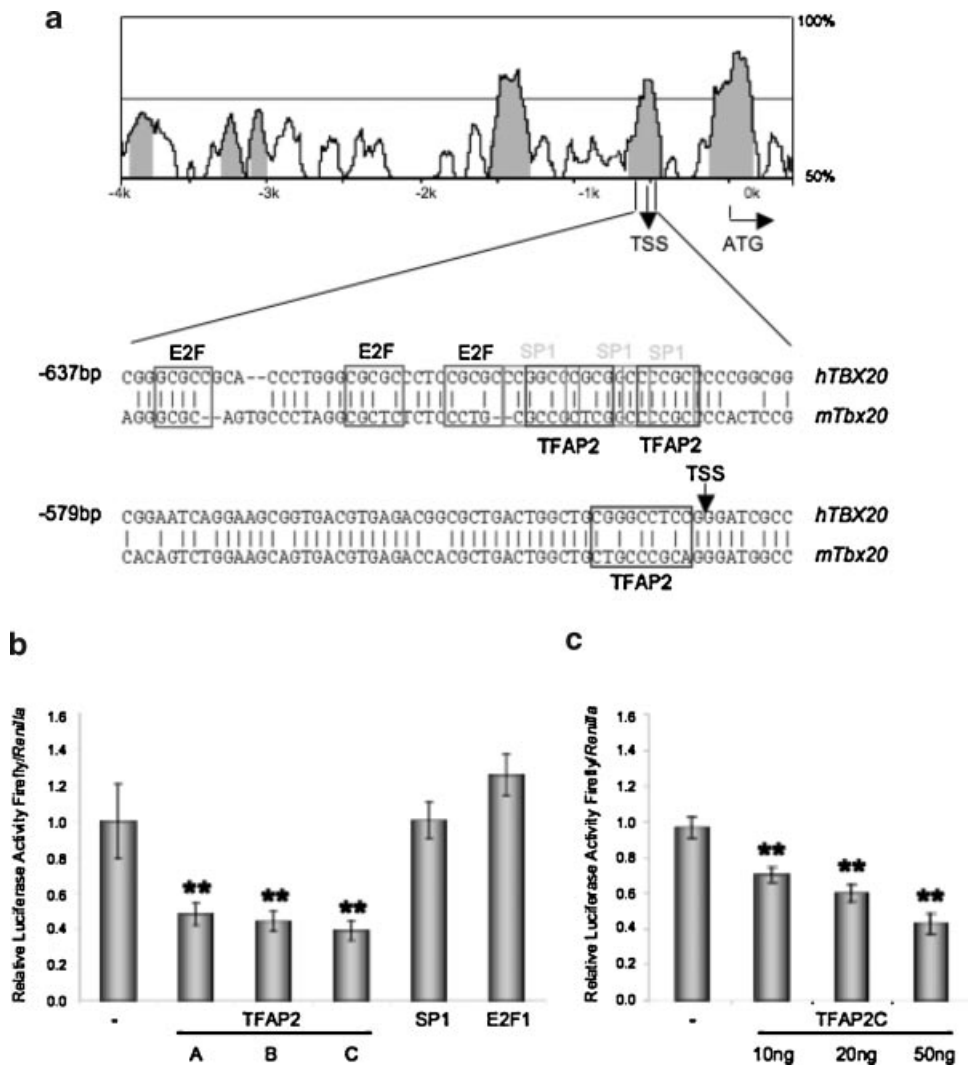 a
100%
50%
-4k -3k -2k -1k 0k
TSS ATG
E2F E2F E2F SP1 SP1 SP1
-637bp CGGGCGCCGCA--CCCTGGGCGCGCCCTCCGCGCCCGGCCCGCGGCCCCCGCCCCCGGCGG hTBX20
AGGGCGC--AGTGCCCTAGGCGCTCTCTCCCTG--CGCCGCTCGGCCCCCGCCCCACTCCG mTbx20
TFAP2 TFAP2
TSS
-579bp CGGAATCAGGAAGCGGTGACGTGAGACGGCGCTGACTGGCTGCGGGCCTCCGGGATCGCC hTBX20
CACAGTCTGGAAGCAGTGACGTGAGACCACGCTGACTGGCTGCTGCCCGCAGGGATGGCC mTbx20
TFAP2
b
Relative Luciferase Activity Firefly/Renilla
1.6
1.4
1.2
1.0
0.8
0.6
0.4
0.2
0.0
** ** **
- TFAP2 SP1 E2F1
A B C
c
Relative Luciferase Activity Firefly/Renilla
1.6
1.4
1.2
1.0
0.8
0.6
0.4
0.2
0.0
** ** **
- TFAP2C
10ng 20ng 50ng